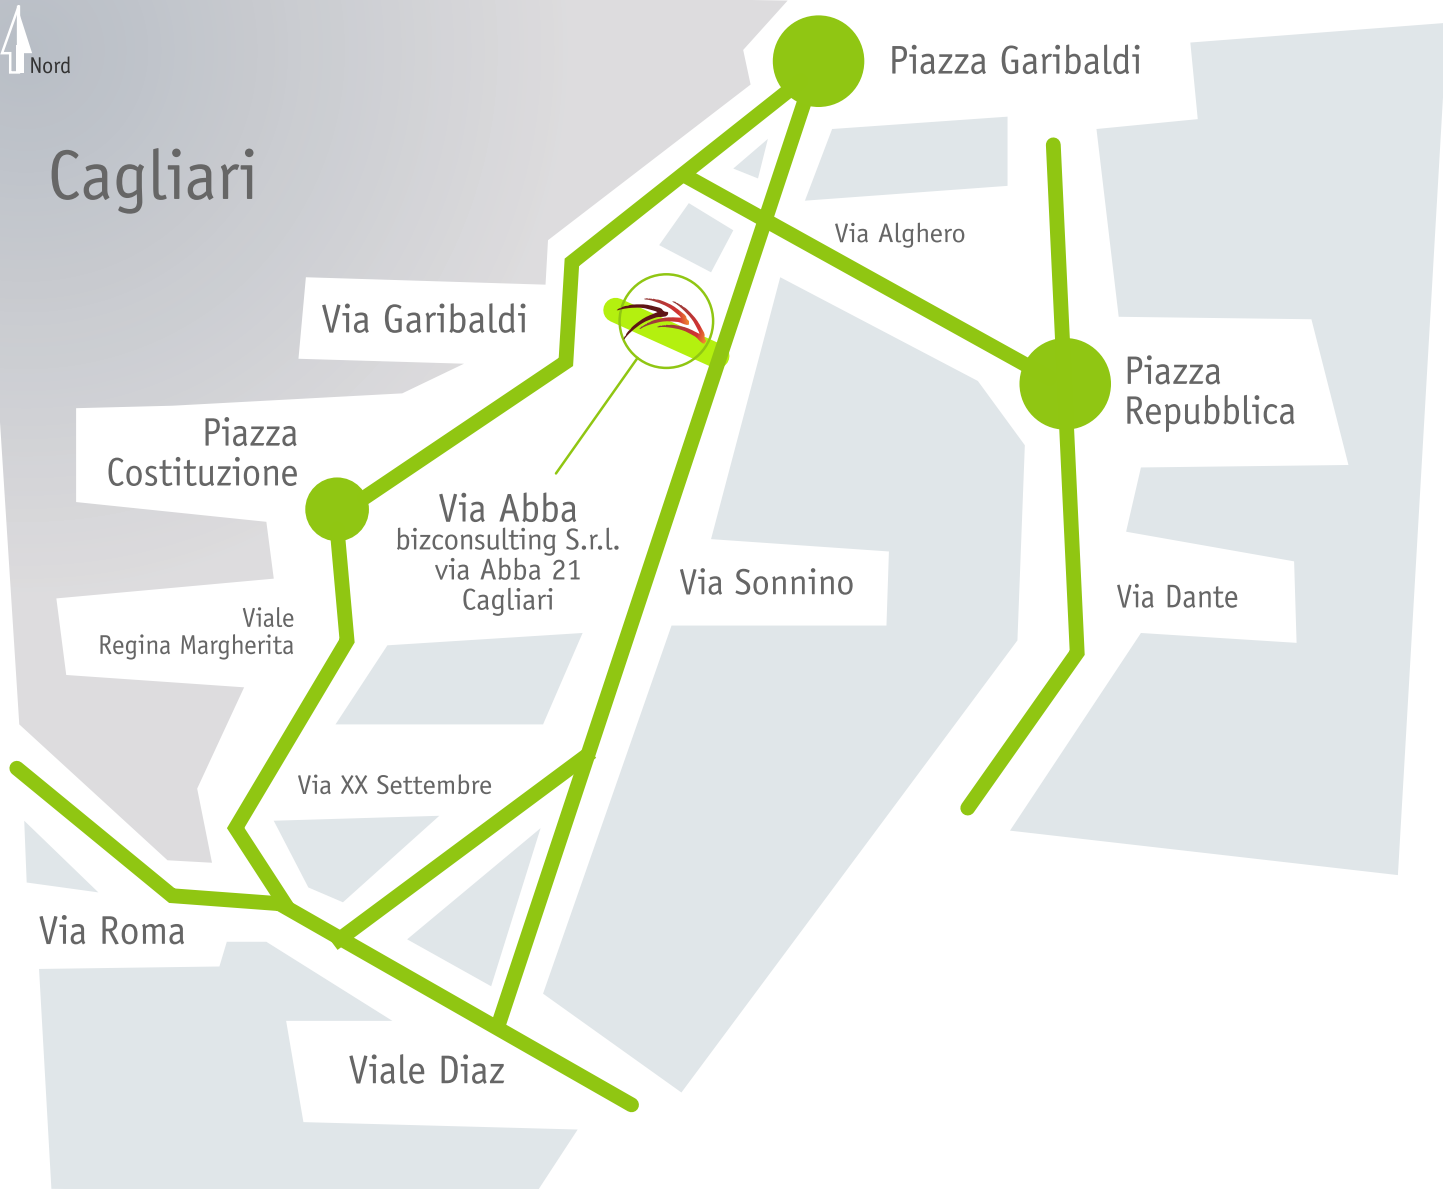 Nord
Piazza Garibaldi
Cagliari
Via Alghero
Via Garibaldi
Piazza
Repubblica
Piazza
Costituzione
Via Abba
bizconsulting S.r.l.
via Abba 21
Cagliari
Via Sonnino
Via Dante
Viale
Regina Margherita
Via XX Settembre
Via Roma
Viale Diaz